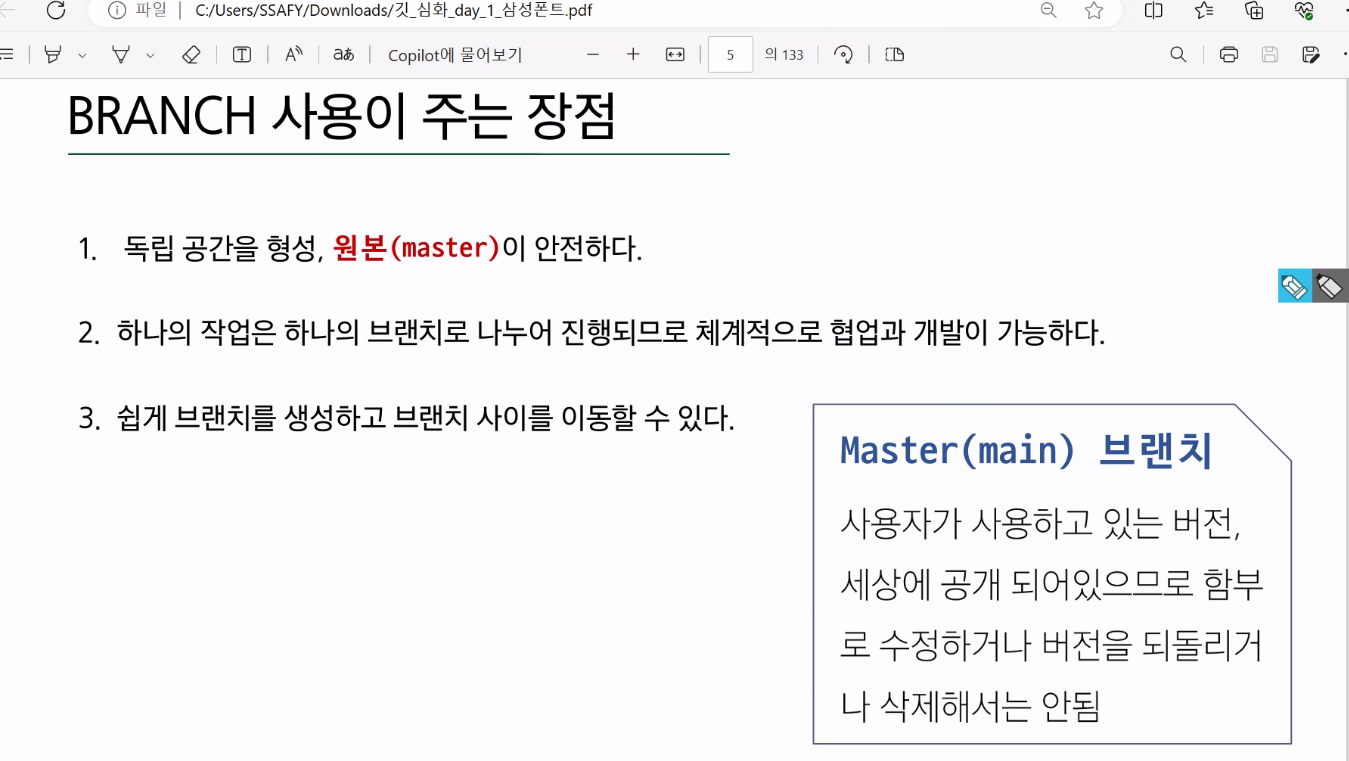 파일 C:/Users/SSAFY/Downloads/깃_심화_day_1_삼성폰트.pdf
T A aあ Copilot에 물어보기 5 의 133
BRANCH 사용이 주는 장점
1. 독립 공간을 형성, 원본(master)이 안전하다.
2. 하나의 작업은 하나의 브랜치로 나누어 진행되므로 체계적으로 협업과 개발이 가능하다.
3. 쉽게 브랜치를 생성하고 브랜치 사이를 이동할 수 있다.
Master(main) 브랜치
사용자가 사용하고 있는 버전,
세상에 공개 되어있으므로 함부
로 수정하거나 버전을 되돌리거
나 삭제해서는 안됨